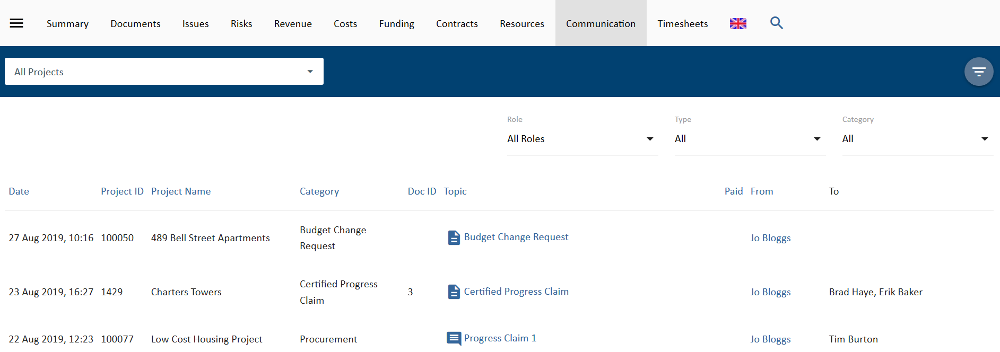 Summary Documents Issues Risks Revenue Costs Funding Contracts Resources Communication Timesheets
All Projects
Role Type Category
All Roles All All
Date Project ID Project Name Category Doc ID Topic Paid From To
27 Aug 2019, 10:16 100050 489 Bell Street Apartments Budget Change Request Budget Change Request Jo Bloggs
23 Aug 2019, 16:27 1429 Charters Towers Certified Progress Claim 3 Certified Progress Claim Jo Bloggs Brad Haye, Erik Baker
22 Aug 2019, 12:23 100077 Low Cost Housing Project Procurement Progress Claim 1 Jo Bloggs Tim Burton